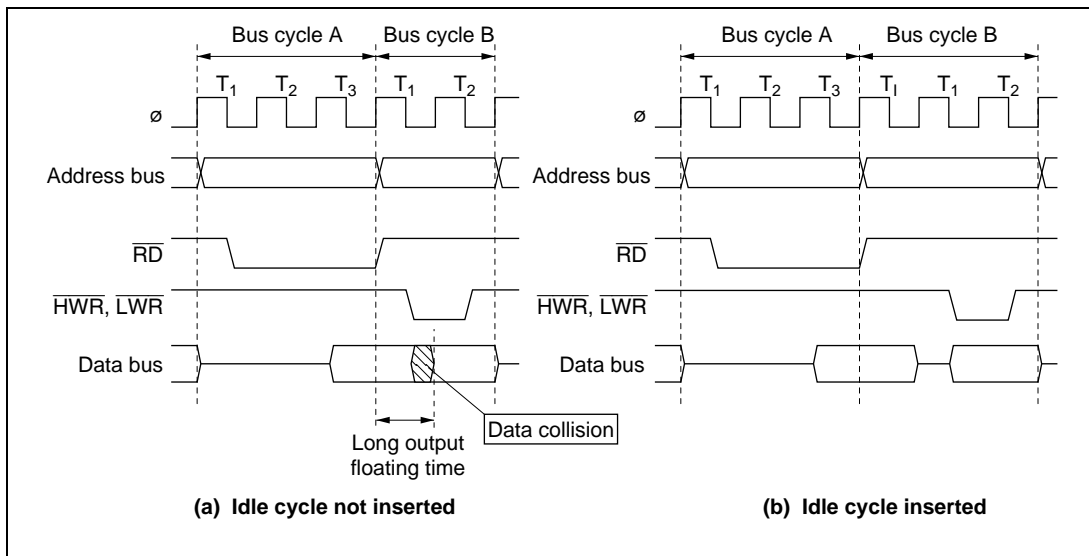 Bus cycle A Bus cycle B
T1 T2 T3 T1 T2
ø
Address bus
RD
HWR, LWR
Data bus
Data collision
Long output
floating time
(a) Idle cycle not inserted
Bus cycle A Bus cycle B
T1 T2 T3 TI T1 T2
ø
Address bus
RD
HWR, LWR
Data bus
(b) Idle cycle inserted